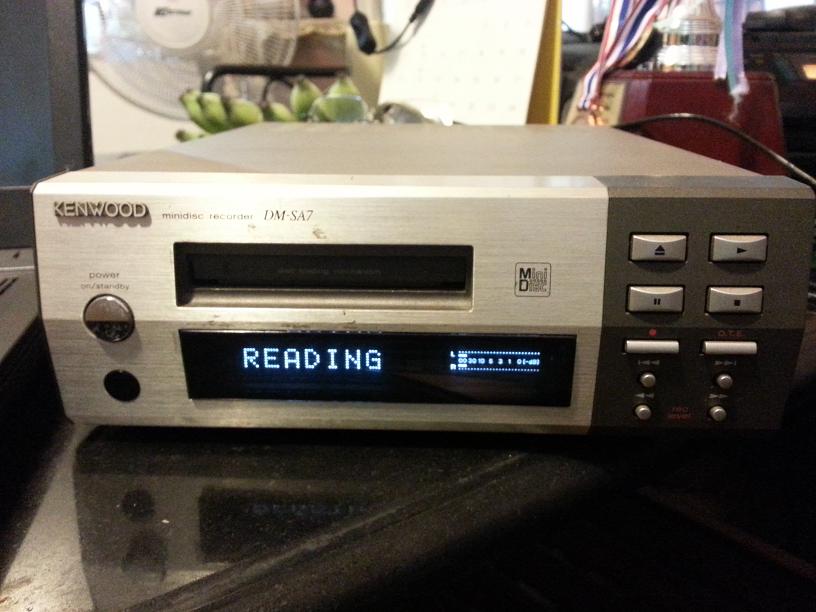 KENWOOD
minidisc recorder DM-SA7
power
on/standby
Mini
Disc
READING
L
R
O.T.E.
rec
level